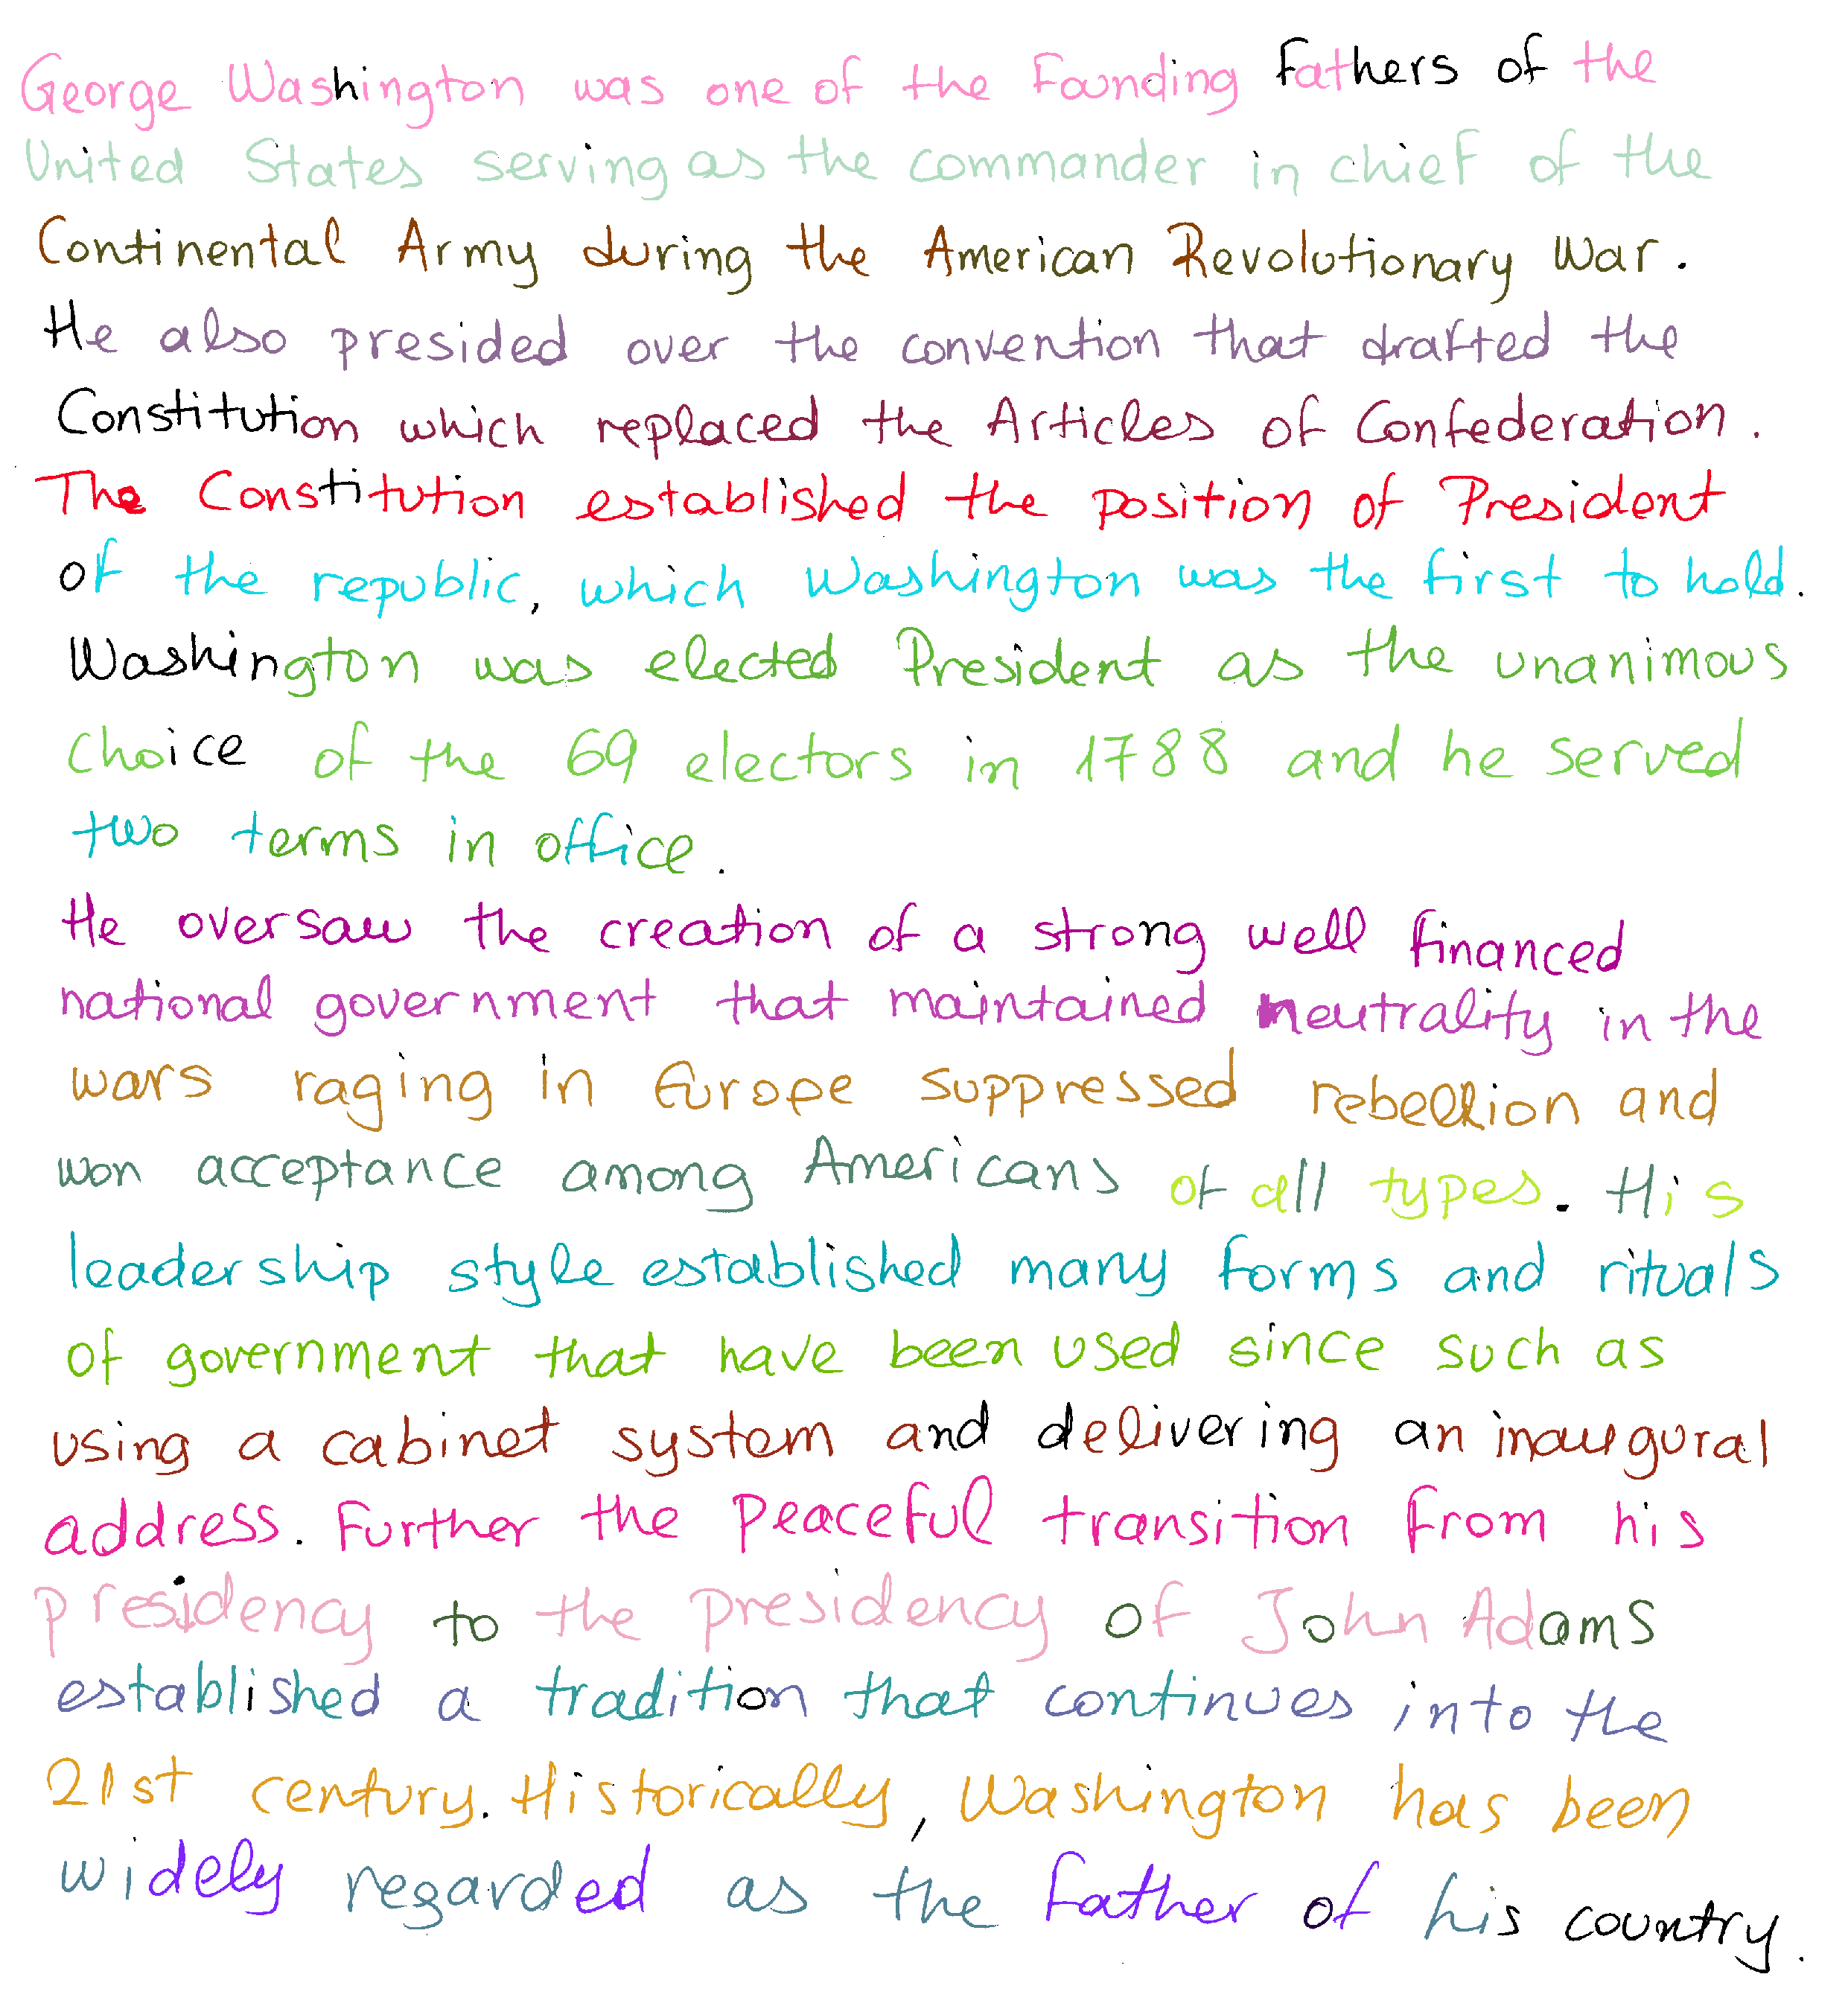 George Washington was one of the Founding Fathers of the
United States serving as the commander in chief of the
Continental Army during the American Revolutionary War.
He also presided over the convention that drafted the
Constitution which replaced the Articles of Confederation.
The Constitution established the position of President
of the republic, which Washington was the first to hold.
Washington was elected President as the unanimous
choice of the 69 electors in 1788 and he served
two terms in office.
He oversaw the creation of a strong well financed
national government that maintained neutrality in the
wars raging in Europe suppressed rebellion and
won acceptance among Americans of all types. His
leadership style established many forms and rituals
of government that have been used since such as
using a cabinet system and delivering an inaugural
address. Further the peaceful transition from his
presidency to the presidency of John Adams
established a tradition that continues into the
21st century. Historically, Washington has been
widely regarded as the father of his country.